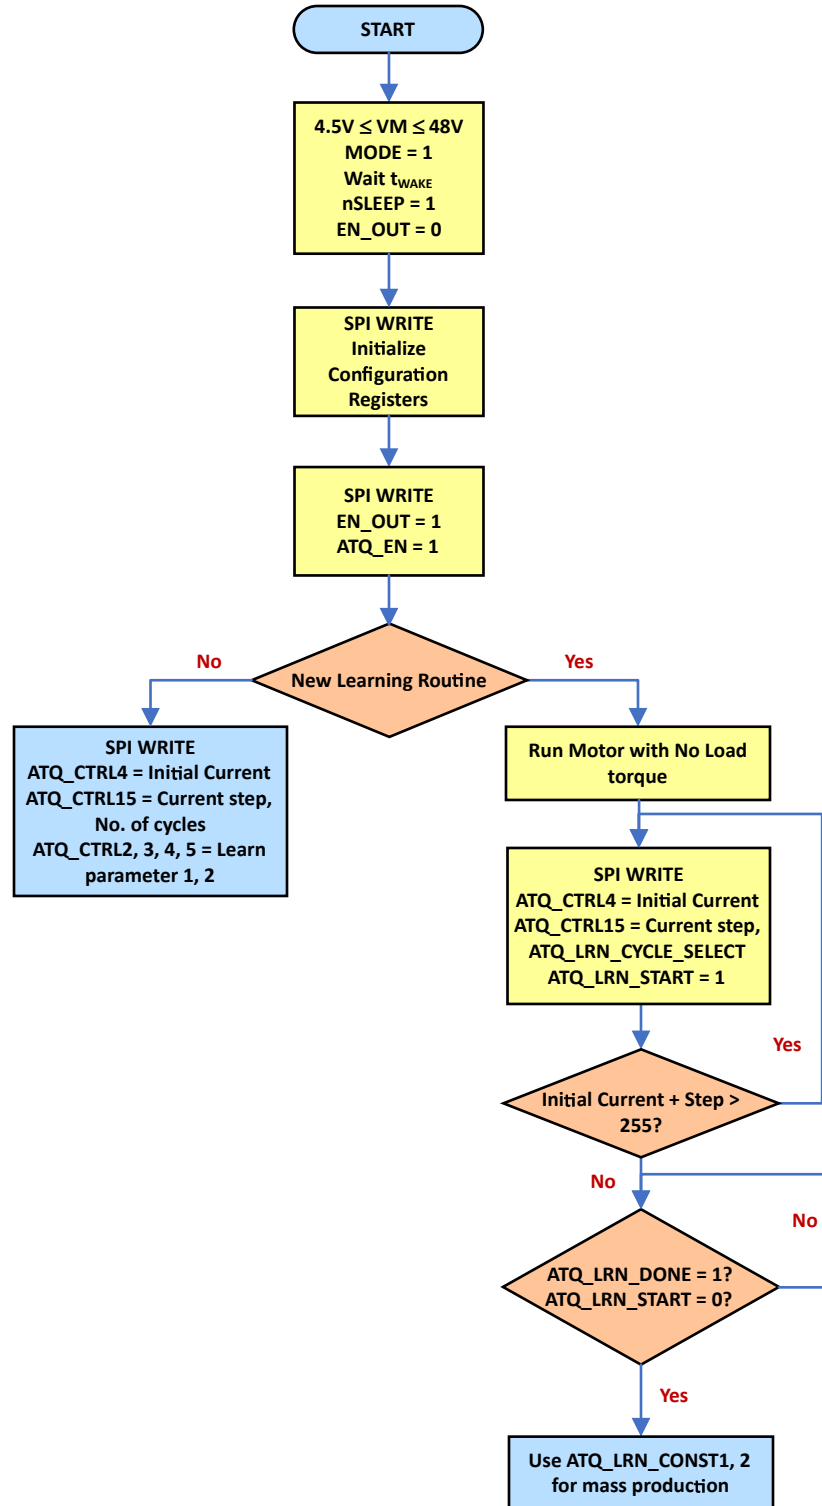 START
4.5V ≤ VM ≤ 48V
MODE = 1
Wait tWAKE
nSLEEP = 1
EN_OUT = 0
SPI WRITE
Initialize
Configuration
Registers
SPI WRITE
EN_OUT = 1
ATQ_EN = 1
No
Yes
New Learning Routine
SPI WRITE
ATQ_CTRL4 = Initial Current
ATQ_CTRL15 = Current step,
No. of cycles
ATQ_CTRL2, 3, 4, 5 = Learn
parameter 1, 2
Run Motor with No Load
torque
SPI WRITE
ATQ_CTRL4 = Initial Current
ATQ_CTRL15 = Current step,
ATQ_LRN_CYCLE_SELECT
ATQ_LRN_START = 1
Yes
Initial Current + Step >
255?
No
No
ATQ_LRN_DONE = 1?
ATQ_LRN_START = 0?
Yes
Use ATQ_LRN_CONST1, 2
for mass production